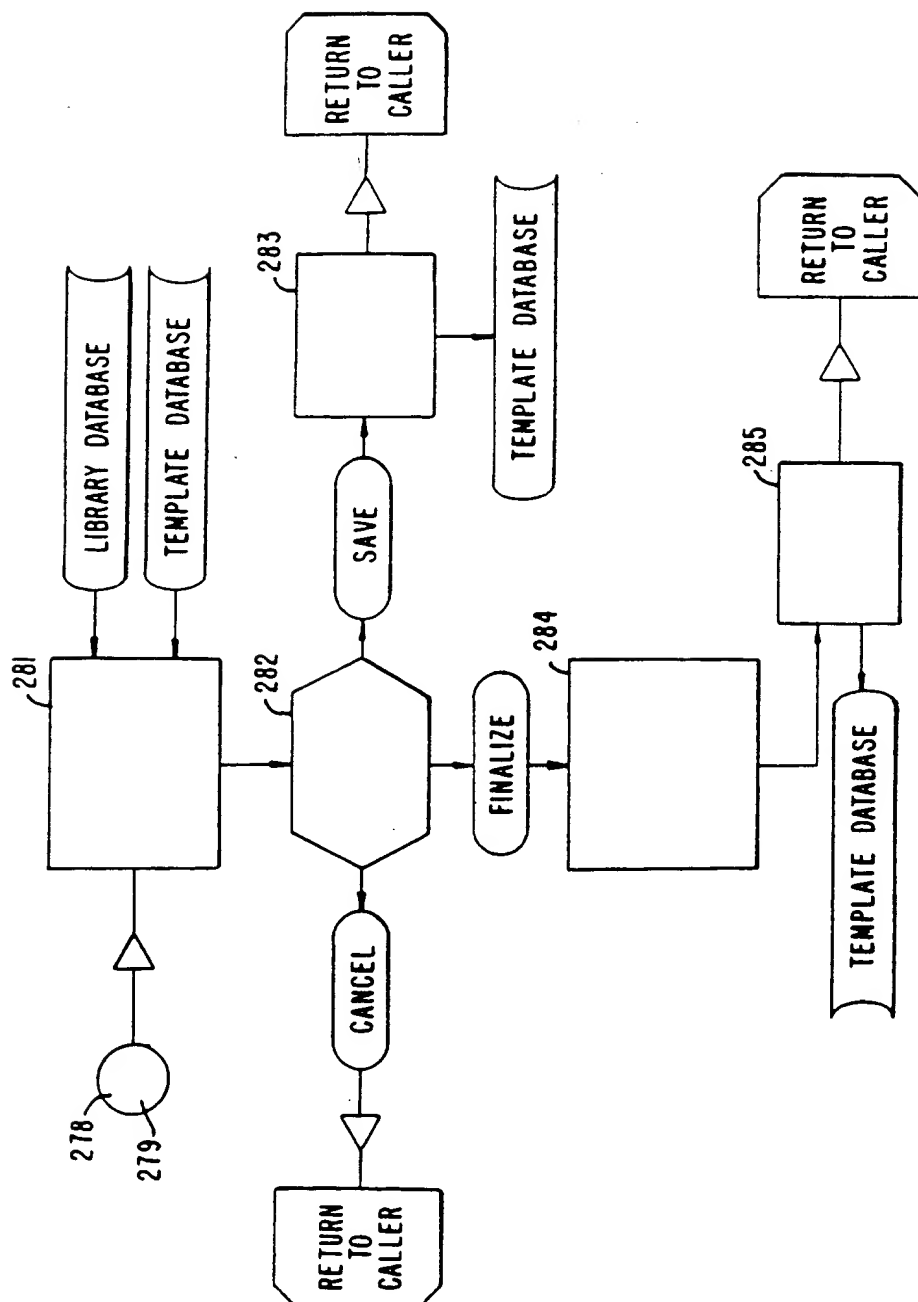 281
278
279
LIBRARY DATABASE
TEMPLATE DATABASE
282
283
RETURN
TO
CALLER
CANCEL
SAVE
RETURN
TO
CALLER
FINALIZE
TEMPLATE DATABASE
284
285
TEMPLATE DATABASE
RETURN
TO
CALLER